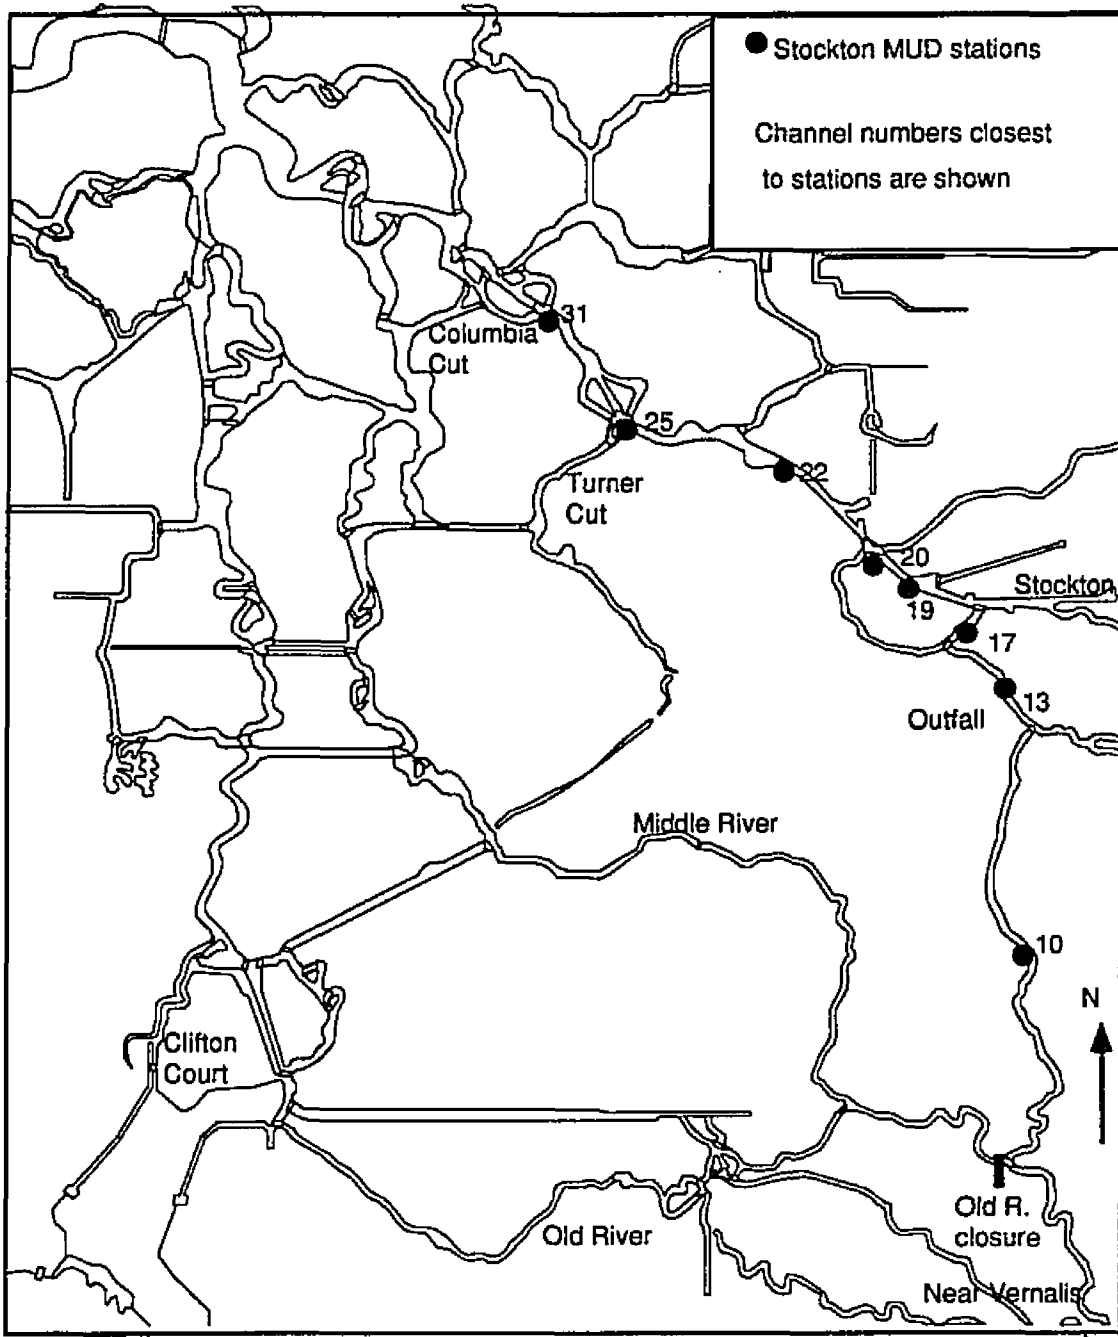 Stockton MUD stations
Channel numbers closest
to stations are shown
31
Columbia
Cut
25
22
Turner
Cut
20
Stockton
19
17
13
Outfall
Middle River
10
N
Clifton
Court
Old R.
closure
Old River
Near Vernalis